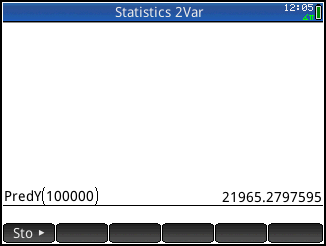 Statistics 2Var
12:05
∡π
PredY(100000)
21965.2797595
Sto ▸